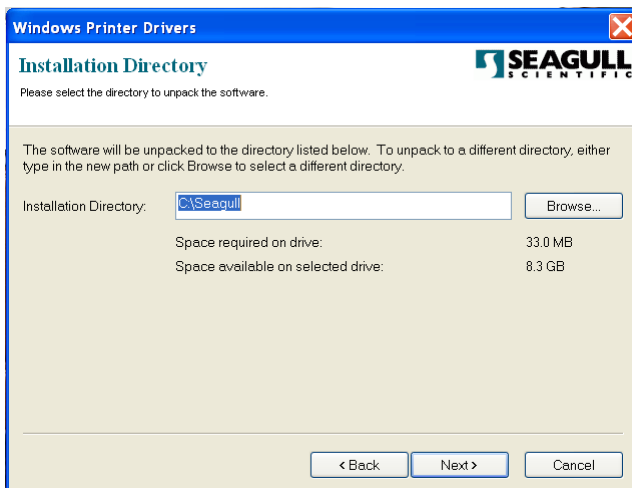 Windows Printer Drivers
Installation Directory
SEAGULL
SCIENTIFIC
Please select the directory to unpack the software.
The software will be unpacked to the directory listed below. To unpack to a different directory, either
type in the new path or click Browse to select a different directory.
Installation Directory: C:\Seagull Browse...
Space required on drive: 33.0 MB
Space available on selected drive: 8.3 GB
< Back Next > Cancel